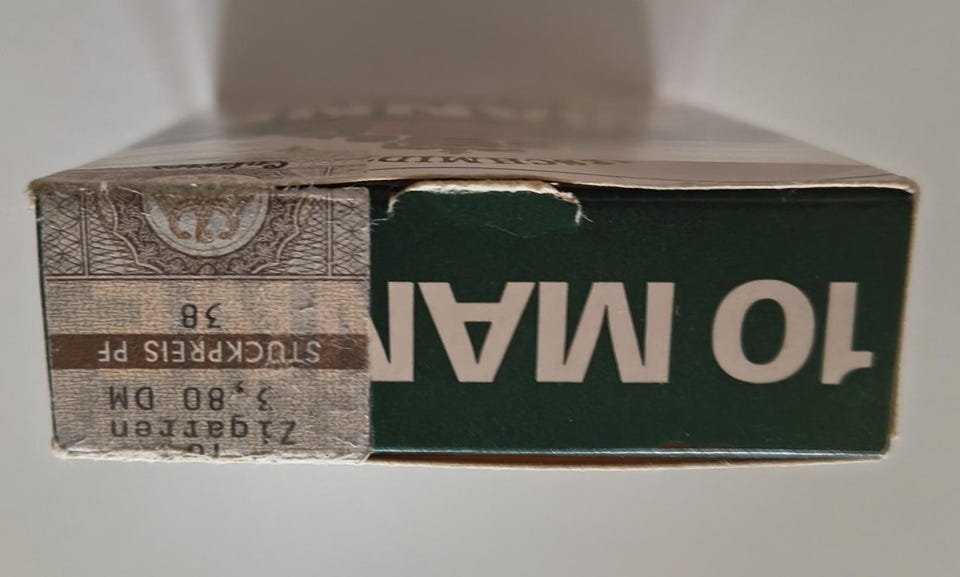 10
Zigarren
3,80 DM
STÜCKPREIS PF
38
10 MAN